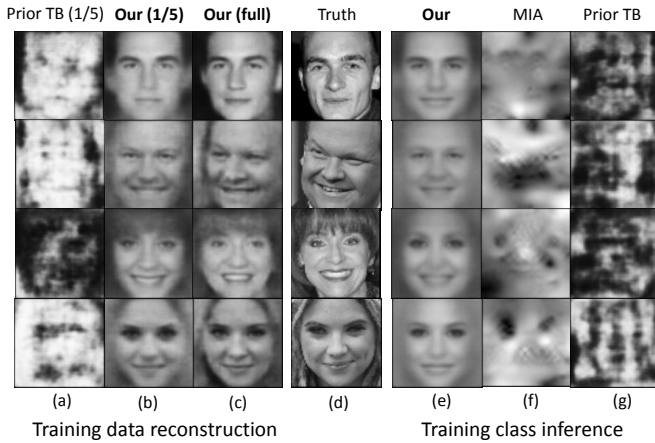 Prior TB (1/5) Our (1/5) Our (full) Truth Our MIA Prior TB
(a) (b) (c) (d) (e) (f) (g)
Training data reconstruction Training class inference